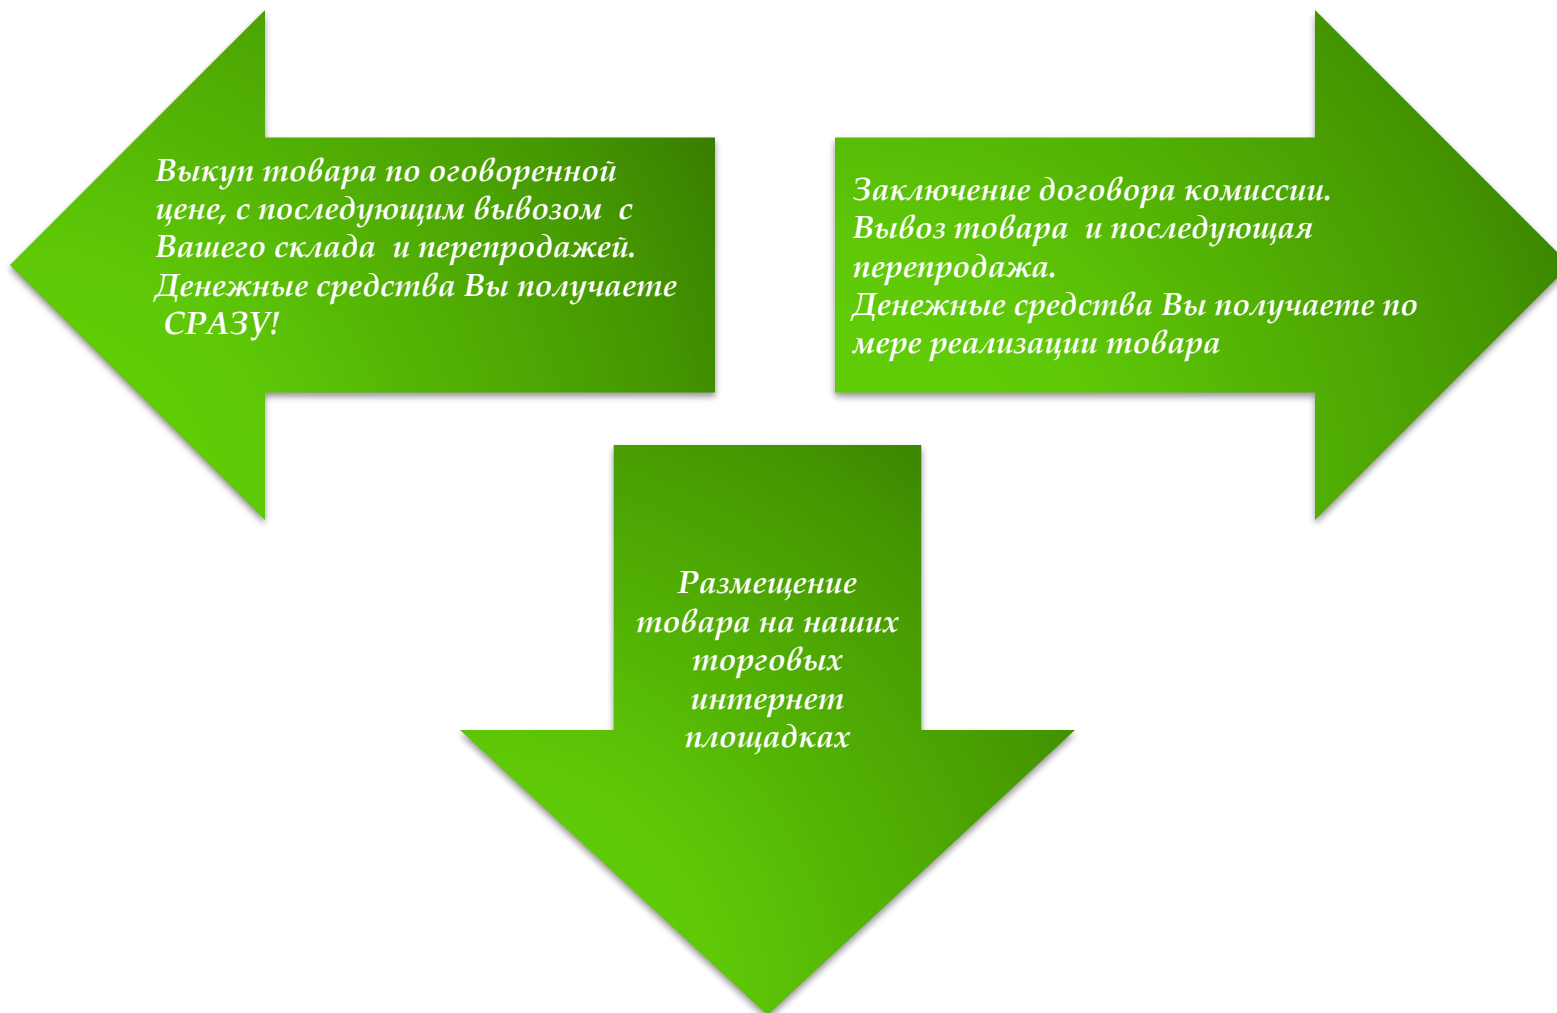 Выкуп товара по оговоренной
цене, с последующим вывозом с
Вашего склада и перепродажей.
Денежные средства Вы получаете
СРАЗУ!
Заключение договора комиссии.
Вывоз товара и последующая
перепродажа.
Денежные средства Вы получаете по
мере реализации товара
Размещение
товара на наших
торговых
интернет
площадках